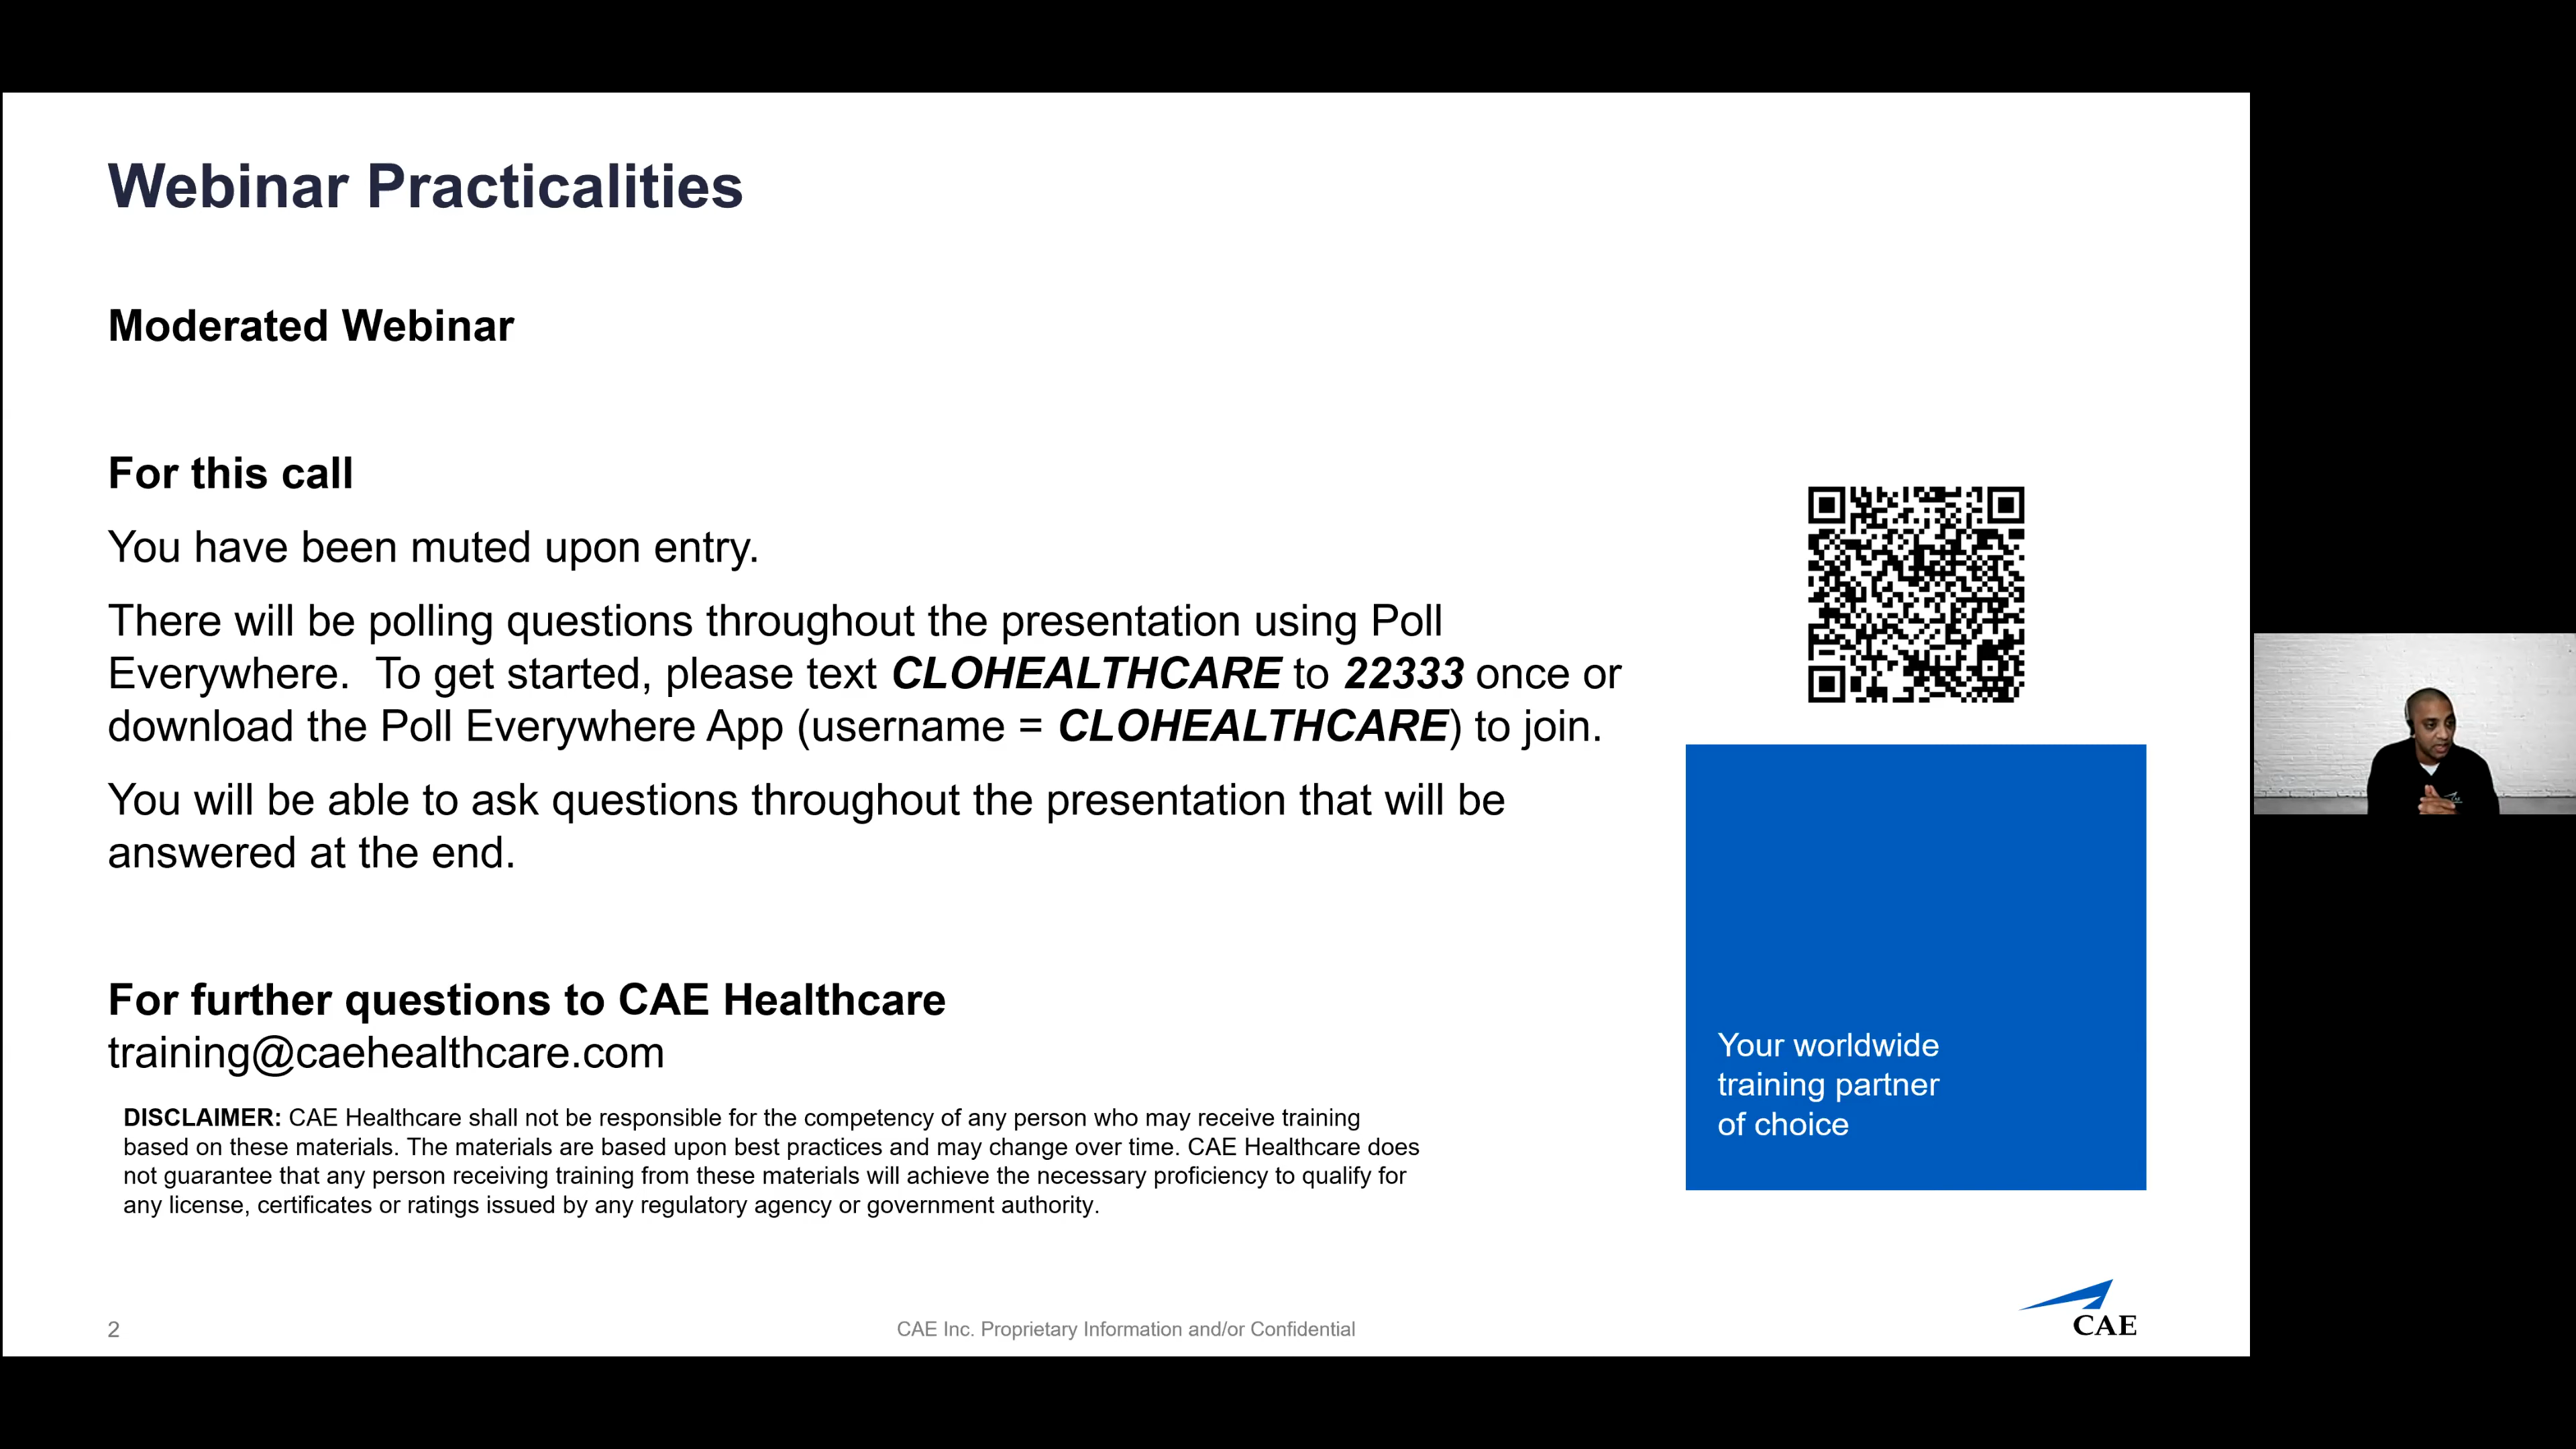 Webinar Practicalities
Moderated Webinar
For this call
You have been muted upon entry.
There will be polling questions throughout the presentation using Poll
Everywhere.  To get started, please text CLOHEALTHCARE to 22333 once or
download the Poll Everywhere App (username = CLOHEALTHCARE) to join.
You will be able to ask questions throughout the presentation that will be
answered at the end.
For further questions to CAE Healthcare
training@caehealthcare.com
DISCLAIMER: CAE Healthcare shall not be responsible for the competency of any person who may receive training
based on these materials. The materials are based upon best practices and may change over time. CAE Healthcare does
not guarantee that any person receiving training from these materials will achieve the necessary proficiency to qualify for
any license, certificates or ratings issued by any regulatory agency or government authority.
Your worldwide
training partner
of choice
2
CAE Inc. Proprietary Information and/or Confidential
CAE